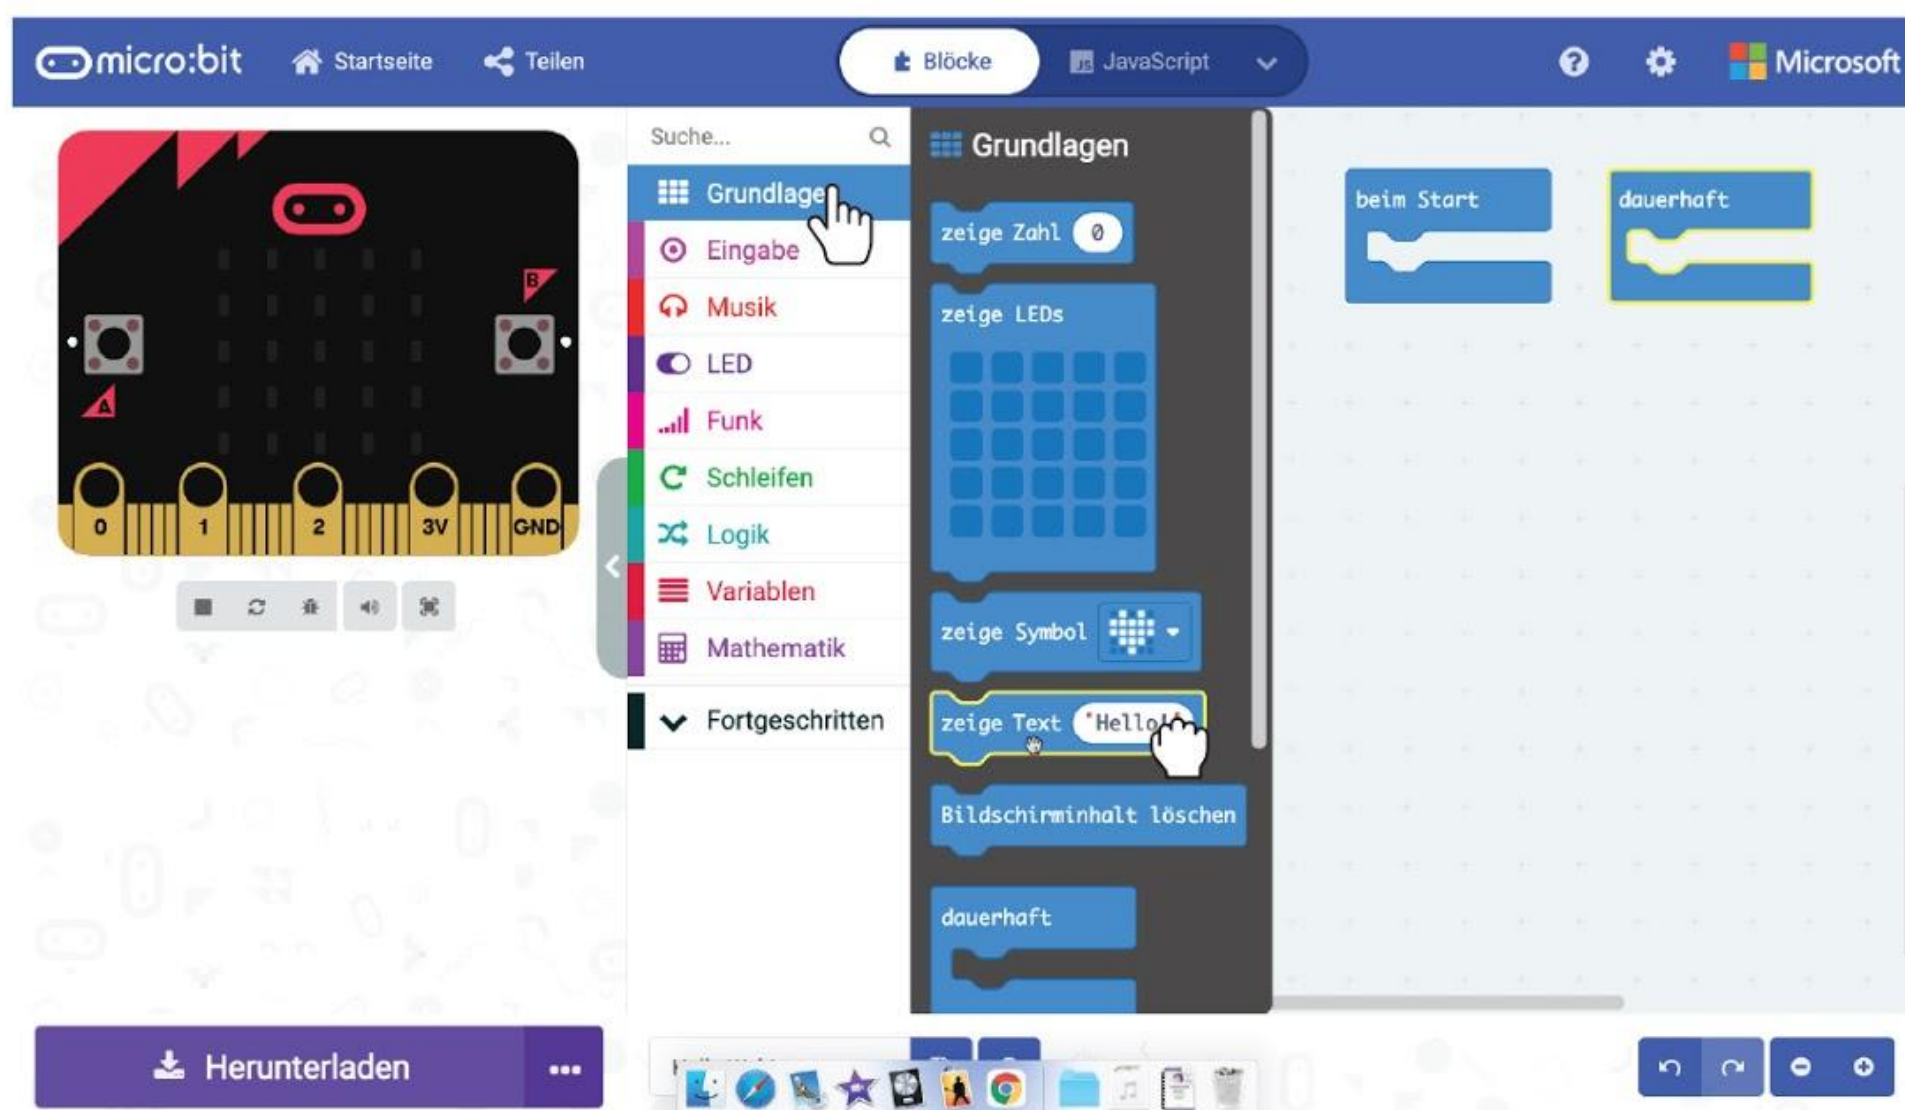 micro:bit Startseite Teilen Blöcke JS JavaScript ? Microsoft
Suche...
Grundlagen
Eingabe
Musik
LED
Funk
Schleifen
Logik
Variablen
Mathematik
Fortgeschritten
Grundlagen
zeige Zahl 0
zeige LEDs
zeige Symbol
zeige Text "Hello!"
Bildschirminhalt löschen
dauerhaft
beim Start
dauerhaft
B
A
0 1 2 3V GND
Herunterladen